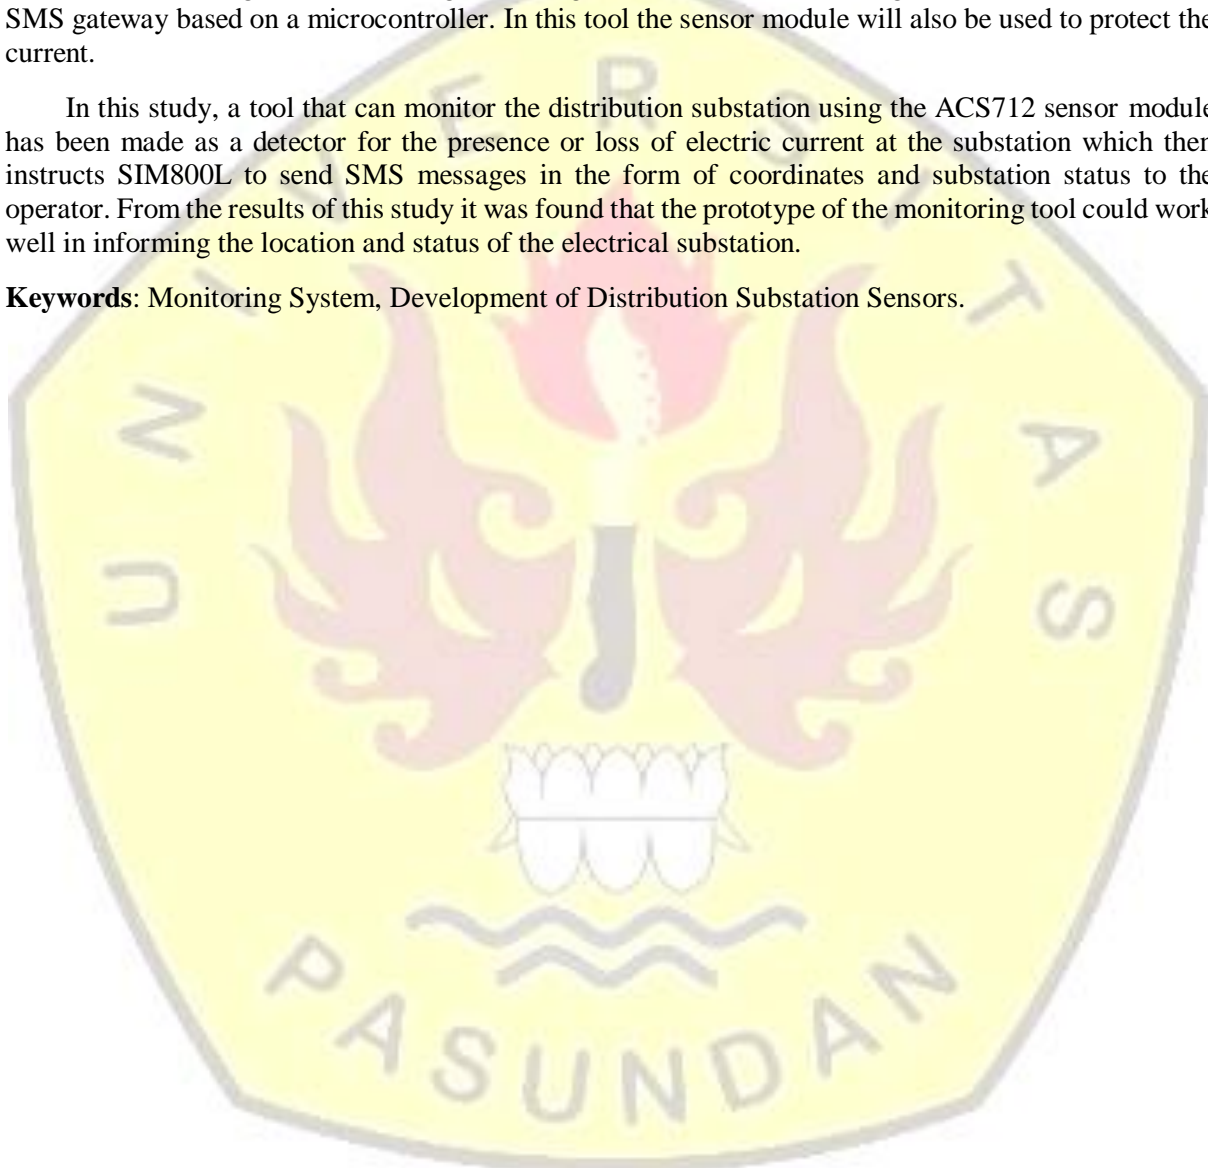 SMS gateway based on a microcontroller. In this tool the sensor module will also be used to protect the
current.
In this study, a tool that can monitor the distribution substation using the ACS712 sensor module
has been made as a detector for the presence or loss of electric current at the substation which then
instructs SIM800L to send SMS messages in the form of coordinates and substation status to the
operator. From the results of this study it was found that the prototype of the monitoring tool could work
well in informing the location and status of the electrical substation.
Keywords: Monitoring System, Development of Distribution Substation Sensors.
UNIVERSITAS
PASUNDAN